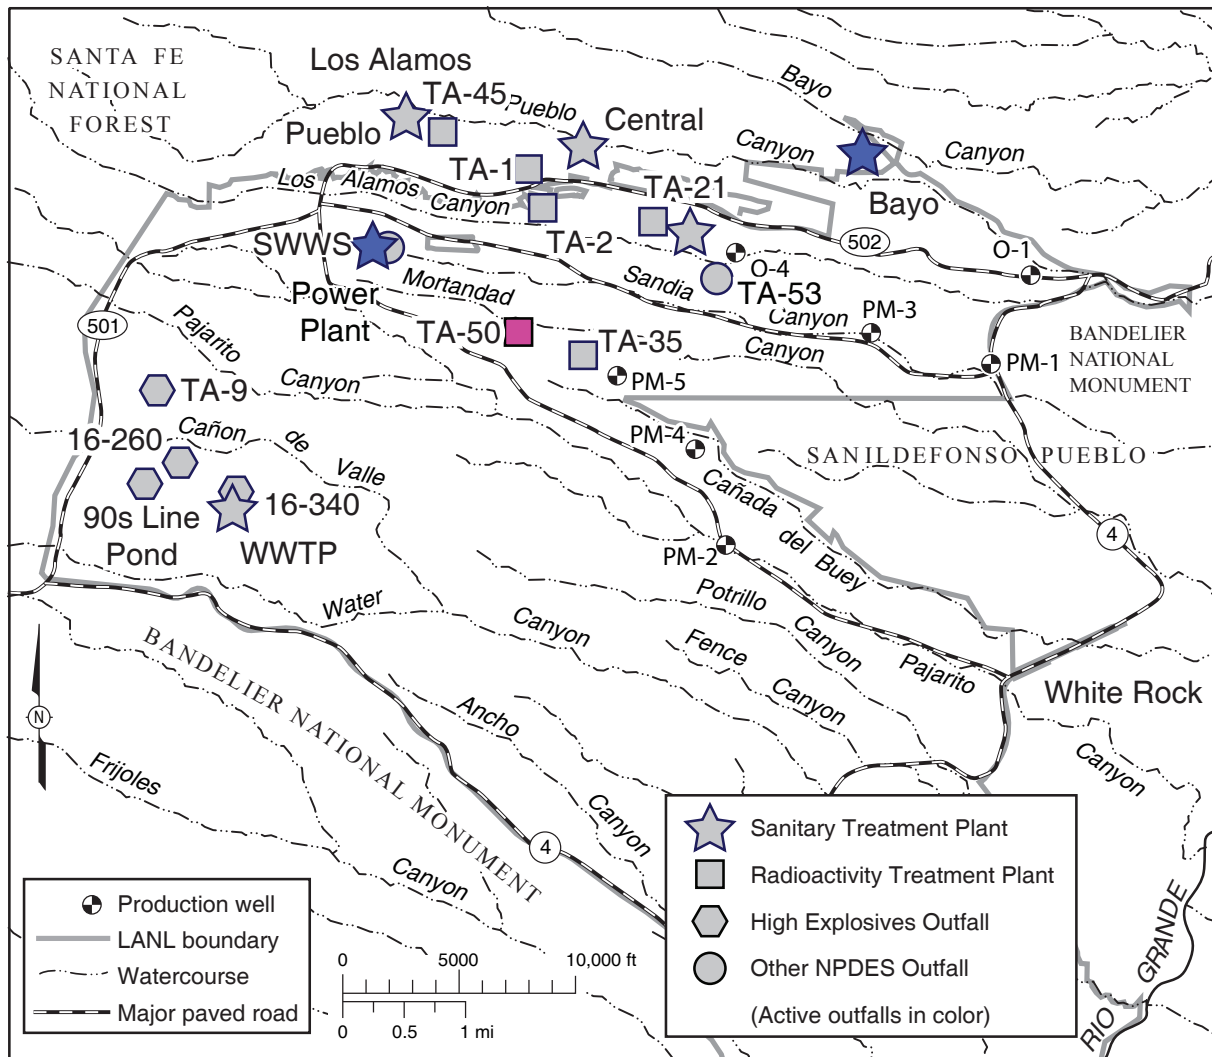 SANTA FE
NATIONAL
FOREST
Los Alamos
TA-45
Pueblo
Pueblo
Central
Bayo
Canyon
Canyon
Bayo
TA-1
Los Alamos
Canyon
TA-21
TA-2
502
O-1
SWWS
O-4
TA-53
Power
Plant
Mortandad
Sandia
Canyon
PM-3
501
TA-50
TA-35
Canyon
PM-1
BANDELIER
NATIONAL
MONUMENT
Pajarito
Canyon
PM-5
TA-9
16-260
Cañon de
Valle
PM-4
SANILDEFONSO PUEBLO
90s Line
Pond
16-340
WWTP
Cañada
del Buey
4
PM-2
Water
Canyon
Potrillo
Canyon
Fence
Canyon
Pajarito
White Rock
Canyon
BANDELIER NATIONAL MONUMENT
Ancho
Canyon
N
Frijoles
Canyon
4
RIO GRANDE
Production well
LANL boundary
Watercourse
Major paved road
0 5000 10,000 ft
0 0.5 1 mi
Sanitary Treatment Plant
Radioactivity Treatment Plant
High Explosives Outfall
Other NPDES Outfall
(Active outfalls in color)